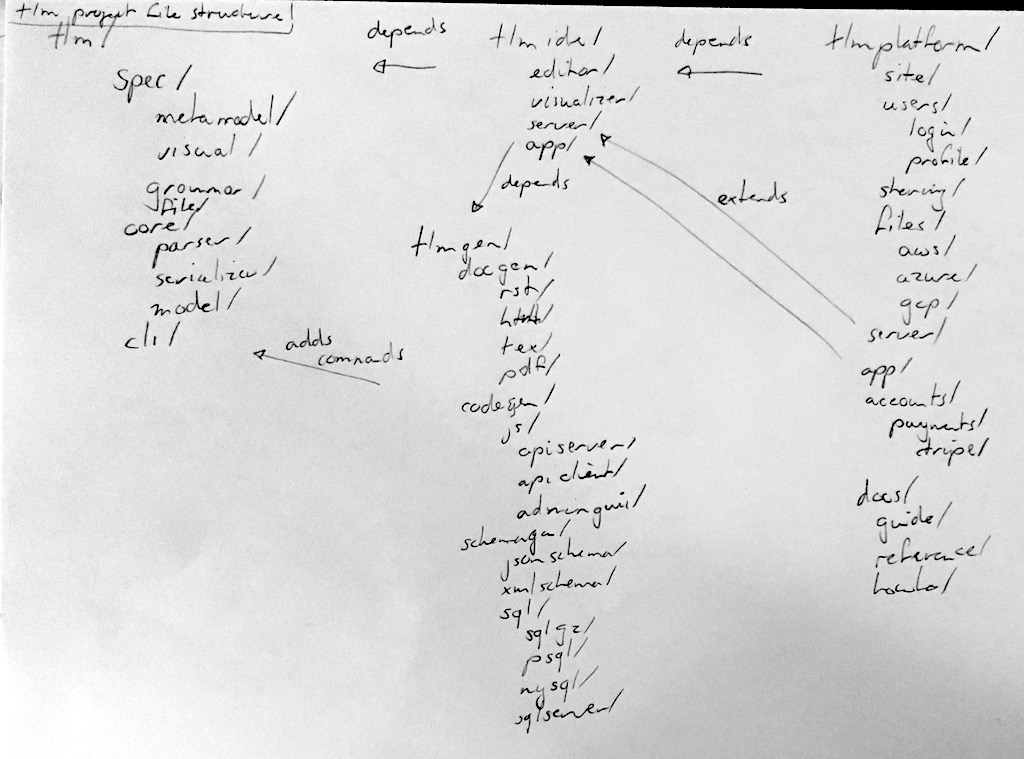 tlm project file structure/
tlm/
spec/
metamodel/
visual/
grammar/
file/
core/
parser/
serializer/
model/
cli/
depends
tlm ide/
editor/
visualizer/
server/
app/
depends
tlmgen/
docgen/
rst/
html/
tex/
pdf/
codegen/
js/
apiserver/
apiclient/
adminguii/
schemagen/
jsonschema/
xmlschema/
sql/
psql/
mysql/
sqlserver/
adds
comnads
depends
extends
tlmplatform/
site/
users/
login/
profile/
sharing/
files/
aws/
azure/
gcp/
server/
app/
accounts/
payments/
stripe/
docs/
guide/
reference/
howto/